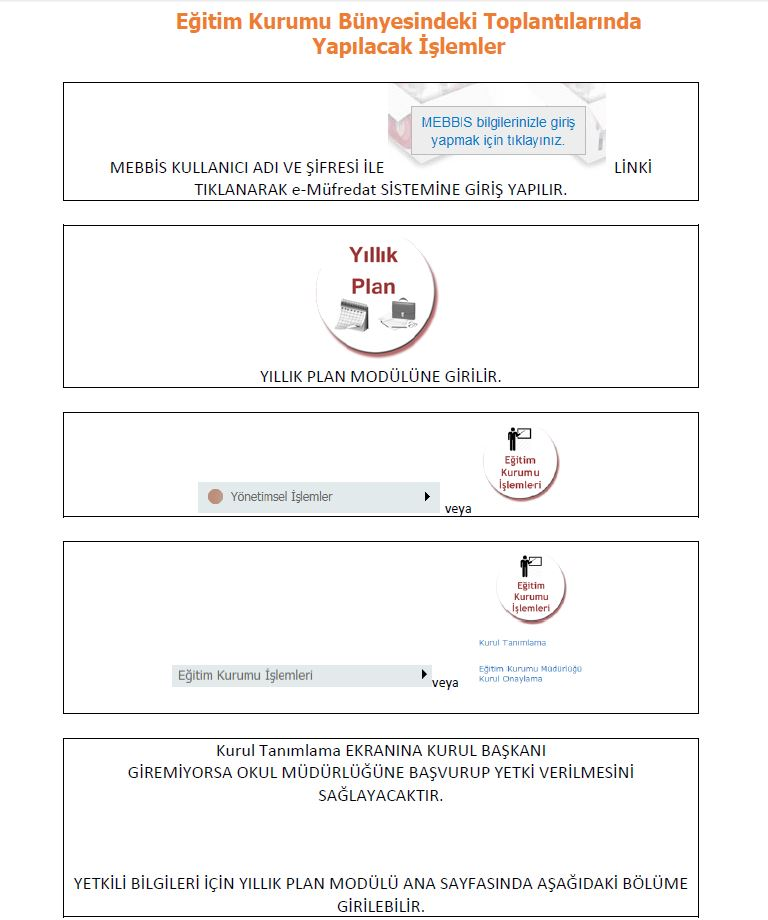 Eğitim Kurumu Bünyesindeki Toplantılarında
Yapılacak İşlemler
MEBBIS bilgilerinizle giriş
yapmak için tıklayınız.
MEBBİS KULLANICI ADI VE ŞİFRESİ İLE LİNKİ
TIKLANARAK e-Müfredat SİSTEMİNE GİRİŞ YAPILIR.
Yıllık
Plan
YILLIK PLAN MODÜLÜNE GİRİLİR.
Eğitim
Kurumu
İşlemleri
Yönetimsel İşlemler
veya
Eğitim
Kurumu
İşlemleri
Kurul Tanımlama
Eğitim Kurumu İşlemleri
veya
Eğitim Kurumu Müdürlüğü
Kurul Onaylama
Kurul Tanımlama EKRANINA KURUL BAŞKANI
GİREMİYORSA OKUL MÜDÜRLÜĞÜNE BAŞVURUP YETKİ VERİLMESİNİ
SAĞLAYACAKTIR.
YETKİLİ BİLGİLERİ İÇİN YILLIK PLAN MODÜLÜ ANA SAYFASINDA AŞAĞIDAKİ BÖLÜME
GİRİLEBİLİR.